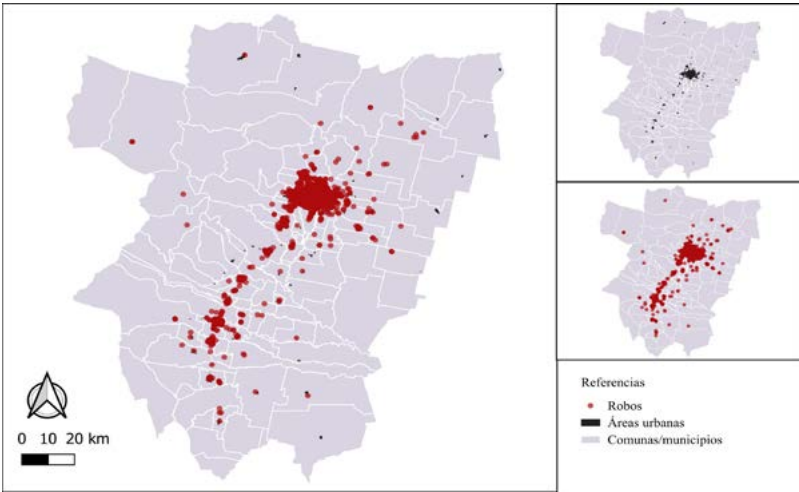 0 10 20 km
Referencias
Robos
Áreas urbanas
Comunas/municipios